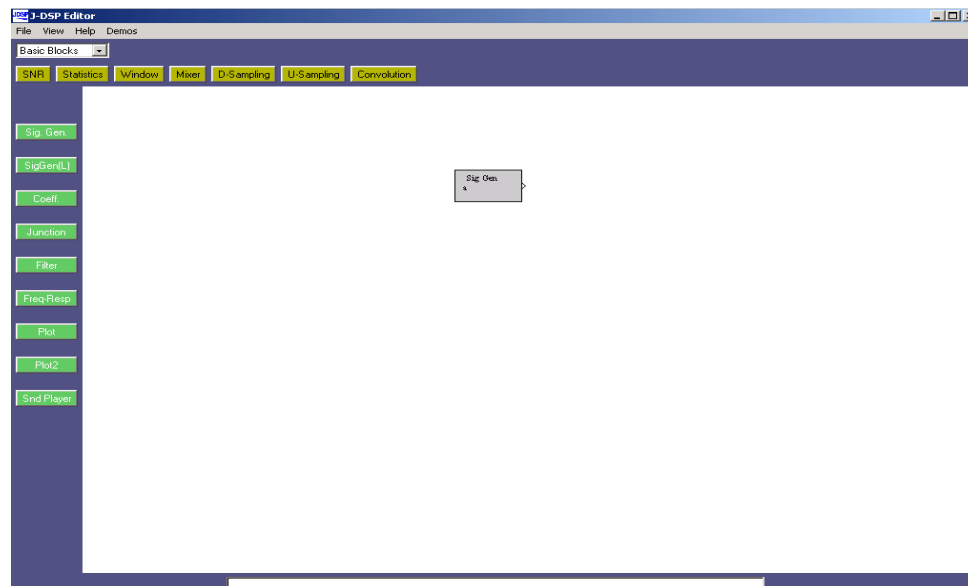 J-DSP Editor
File View Help Demos
Basic Blocks
SNR Statistics Window Mixer D-Sampling U-Sampling Convolution
Sig. Gen.
SigGen(L)
Coeff.
Junction
Filter
Freq-Resp
Plot
Plot2
Snd Player
Sig Gen
a